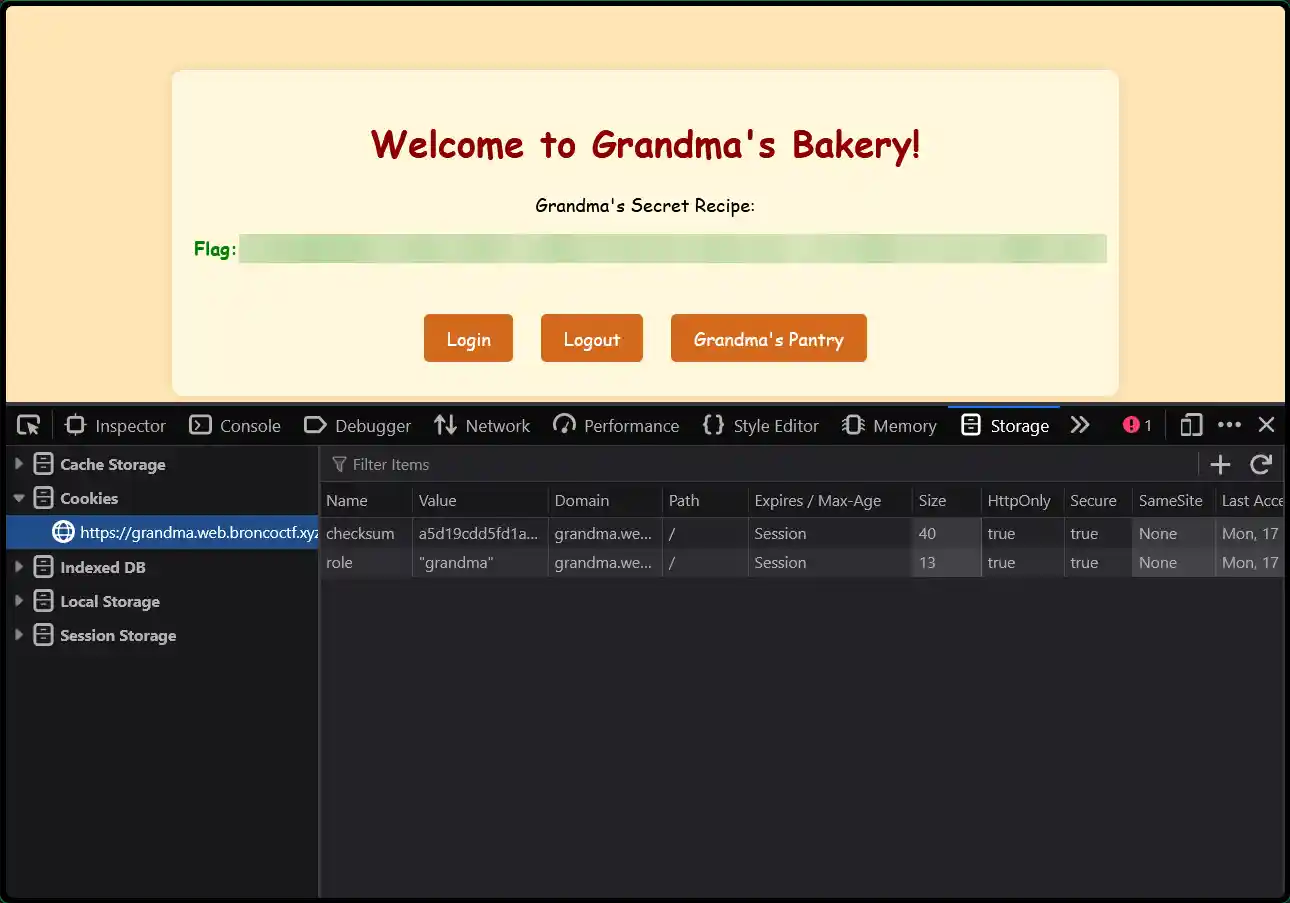 Welcome to Grandma's Bakery!
Grandma's Secret Recipe:
Flag:
Login Logout Grandma's Pantry
Inspector Console Debugger Network Performance Style Editor Memory Storage 1
Cache Storage
Cookies
https://grandma.web.broncoctf.xyz
Indexed DB
Local Storage
Session Storage
Filter Items
Name Value Domain Path Expires / Max-Age Size HttpOnly Secure SameSite Last Acce
checksum a5d19cdd5fd1a... grandma.we... / Session 40 true true None Mon, 17
role "grandma" grandma.we... / Session 13 true true None Mon, 17